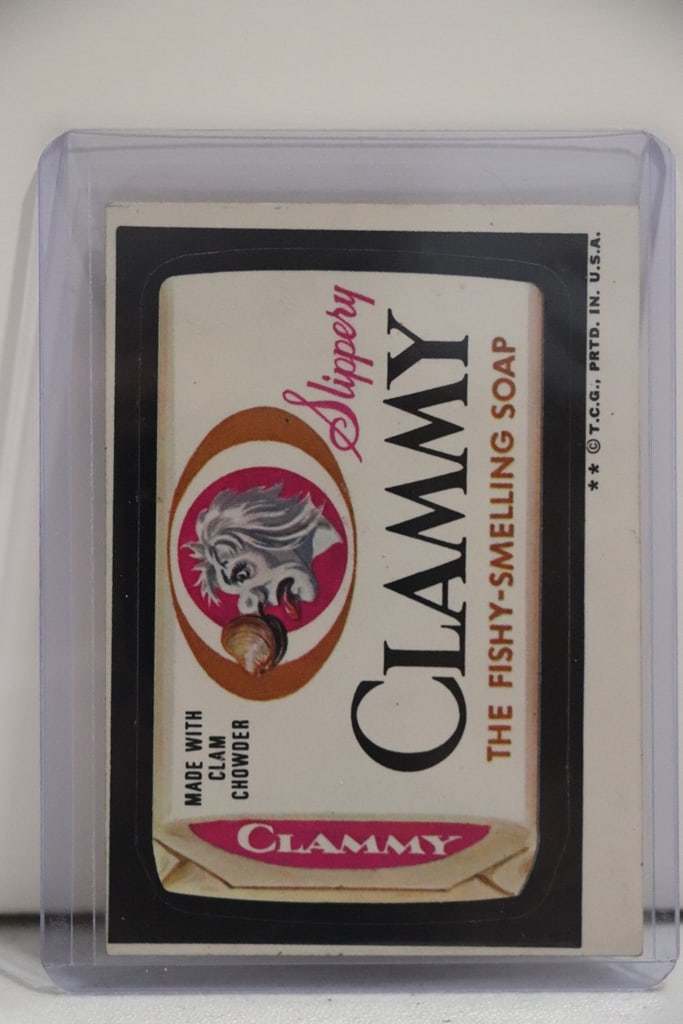 MADE WITH
CLAM
CHOWDER
Slippery
CLAMMY
THE FISHY-SMELLING SOAP
CLAMMY
** © T.C.G., PRTD. IN. U.S.A.